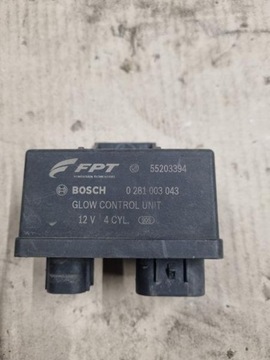 FPT
55203394
BOSCH 0 281 003 043
GLOW CONTROL UNIT
12 V 4 CYL.